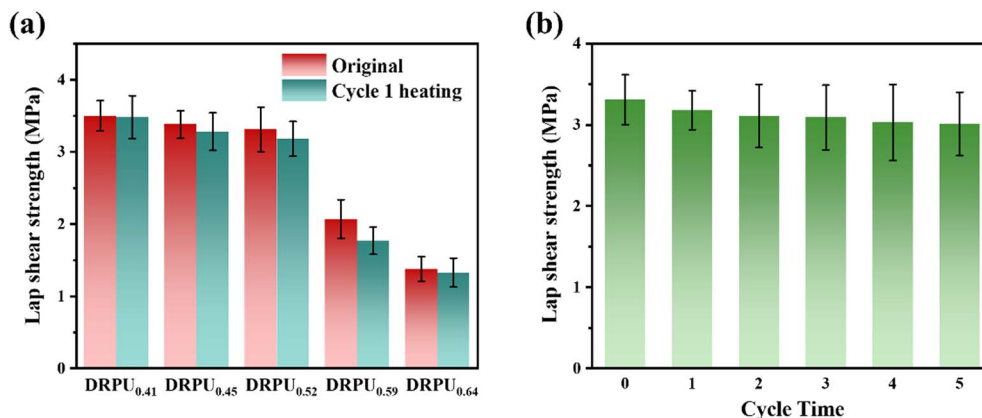 (a)
Lap shear strength (MPa)
4
3
2
1
0
Original
Cycle 1 heating
DRPU0.41 DRPU0.45 DRPU0.52 DRPU0.59 DRPU0.64
(b)
Lap shear strength (MPa)
4
3
2
1
0
0 1 2 3 4 5
Cycle Time